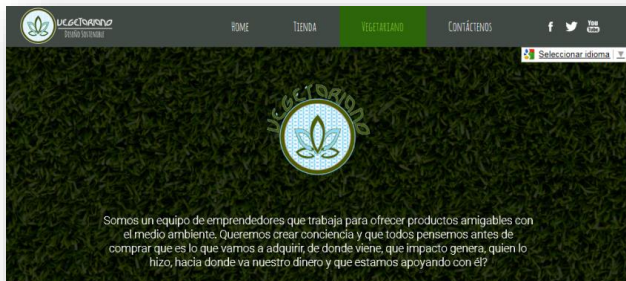 VEGETARIANO
DISEÑO SOSTENIBLE
HOME
TIENDA
VEGETARIANO
CONTÁCTENOS
f
You
Tube
Seleccionar idioma
VEGETARIANO
Somos un equipo de emprendedores que trabaja para ofrecer productos amigables con
el medio ambiente. Queremos crear conciencia y que todos pensemos antes de
comprar que es lo que vamos a adquirir, de donde viene, que impacto genera, quien lo
hizo, hacia donde va nuestro dinero y que estamos apoyando con él?